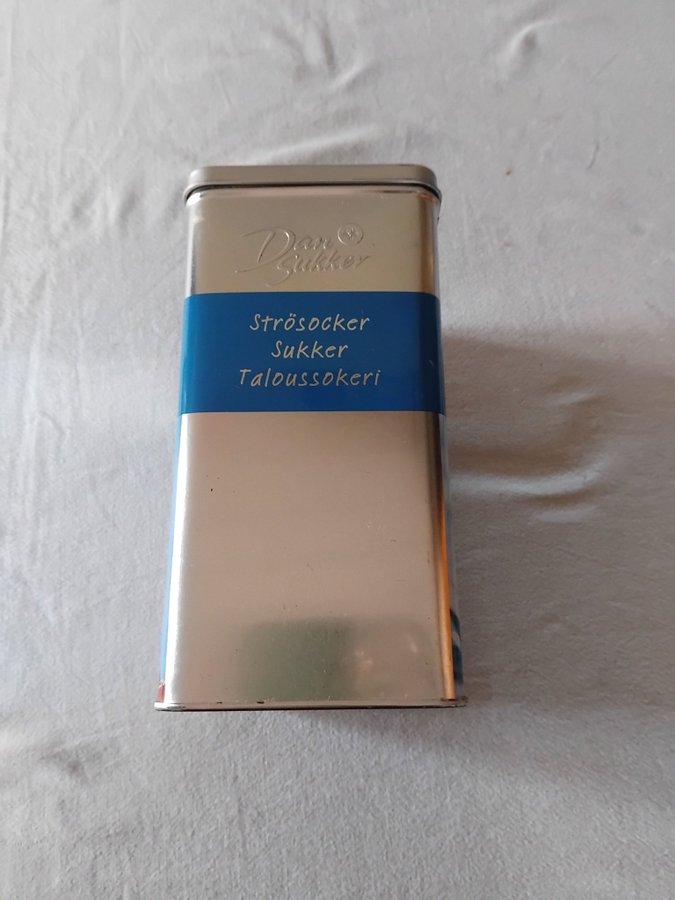 Dan
Sukker
Strösocker
Sukker
Taloussokeri